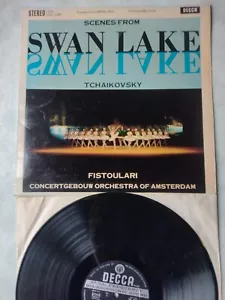 STEREO
DECCA
SCENES FROM
SWAN LAKE
SWAN LAKE
TCHAIKOVSKY
FISTOULARI
CONCERTGEBOUW ORCHESTRA OF AMSTERDAM
DECCA